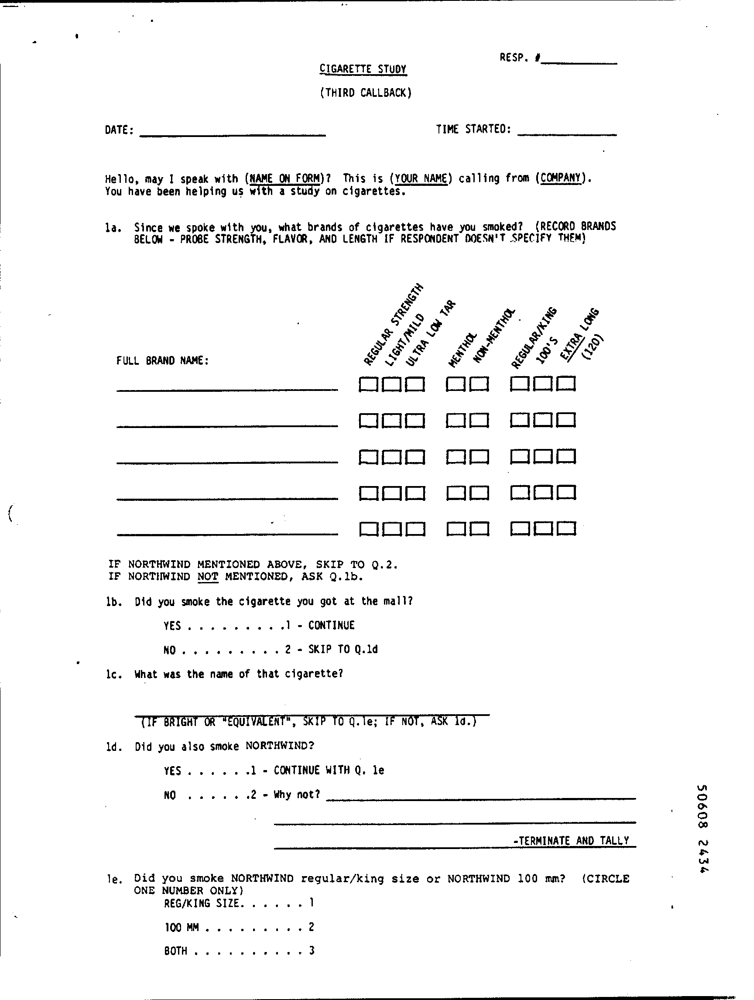 RESP. #
CIGARETTE STUDY
(THIRD CALLBACK)
DATE: TIME STARTED:
Hello, may I speak with (NAME ON FORM)? This is (YOUR NAME) calling from (COMPANY).
You have been helping us with a study on cigarettes.
1a. Since we spoke with you, what brands of cigarettes have you smoked? (RECORD BRANDS
BELOW - PROBE STRENGTH, FLAVOR, AND LENGTH IF RESPONDENT DOESN'T SPECIFY THEM)
REGULAR STRENGTH
LIGHT/MILD
ULTRA LOW TAR
MENTHOL
NON-MENTHOL
REGULAR/KING
100'S
EXTRA LONG
(120)
FULL BRAND NAME:
IF NORTHWIND MENTIONED ABOVE, SKIP TO Q.2.
IF NORTHWIND NOT MENTIONED, ASK Q.1b.
1b. Did you smoke the cigarette you got at the mall?
YES . . . . . . . . .1 - CONTINUE
NO . . . . . . . . . 2 - SKIP TO Q.1d
1c. What was the name of that cigarette?
(IF BRIGHT OR "EQUIVALENT", SKIP TO Q.1e; IF NOT, ASK 1d.)
1d. Did you also smoke NORTHWIND?
YES . . . . . .1 - CONTINUE WITH Q. 1e
NO . . . . . .2 - Why not?
-TERMINATE AND TALLY
1e. Did you smoke NORTHWIND regular/king size or NORTHWIND 100 mm? (CIRCLE
ONE NUMBER ONLY)
REG/KING SIZE. . . . . . 1
100 MM . . . . . . . . . 2
BOTH . . . . . . . . . . 3
50608 2434